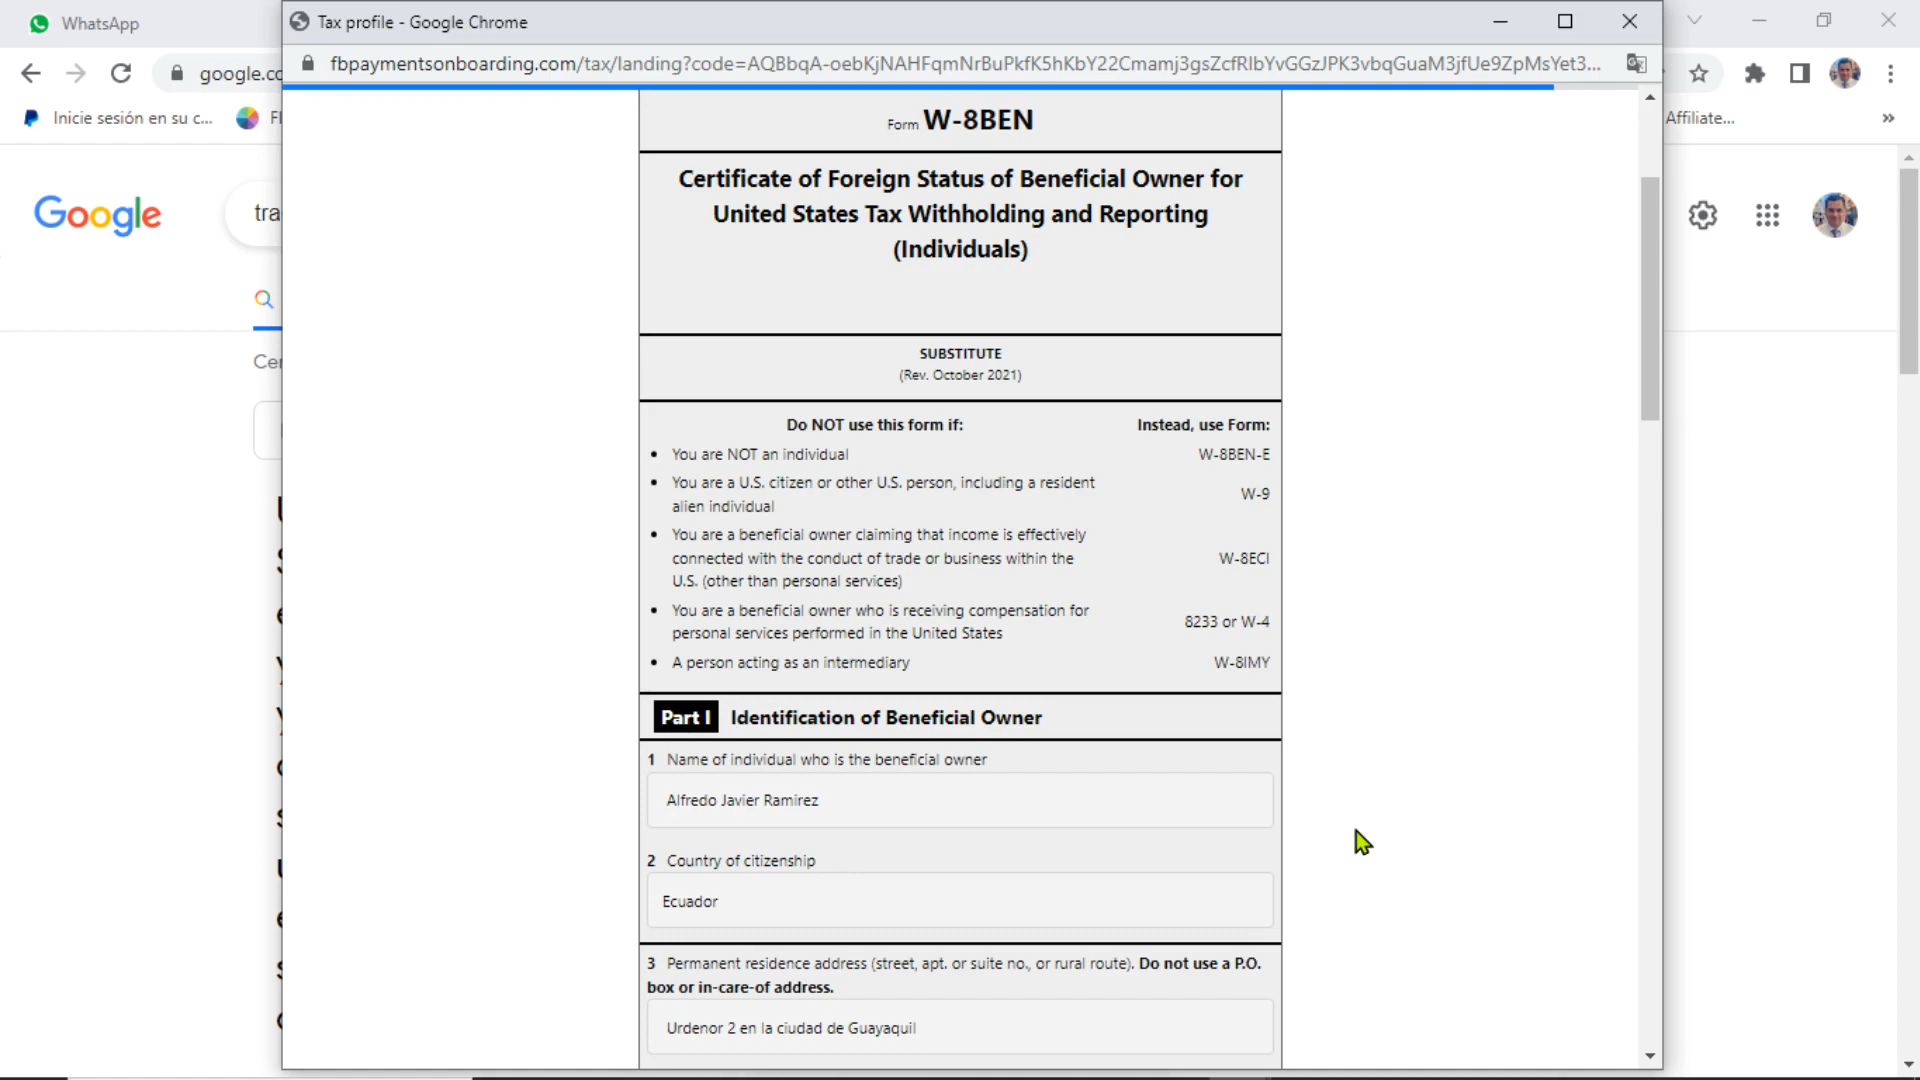 WhatsApp
Tax profile - Google Chrome
google.co
fbpaymentsonboarding.com/tax/landing?code=AQBbqA-oebKjNAHFqmNrBuPkfK5hKbY22Cmamj3gsZcfRlbYvGGzJPK3vbqGuaM3jfUe9ZpMsYet3...
Inicie sesión en su c...
Affiliate...
»
Google
tra
Form W-8BEN
Certificate of Foreign Status of Beneficial Owner for
United States Tax Withholding and Reporting
(Individuals)
SUBSTITUTE
(Rev. October 2021)
Do NOT use this form if: Instead, use Form:
• You are NOT an individual W-8BEN-E
• You are a U.S. citizen or other U.S. person, including a resident
alien individual W-9
• You are a beneficial owner claiming that income is effectively
connected with the conduct of trade or business within the W-8ECI
U.S. (other than personal services)
• You are a beneficial owner who is receiving compensation for
personal services performed in the United States 8233 or W-4
• A person acting as an intermediary W-8IMY
Part I Identification of Beneficial Owner
1 Name of individual who is the beneficial owner
Alfredo Javier Ramirez
2 Country of citizenship
Ecuador
3 Permanent residence address (street, apt. or suite no., or rural route). Do not use a P.O.
box or in-care-of address.
Urdenor 2 en la ciudad de Guayaquil